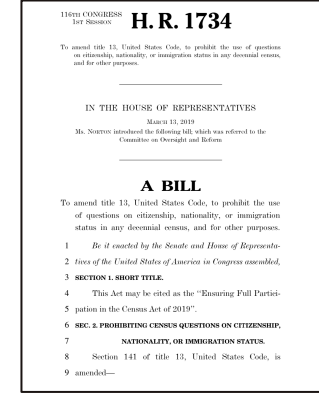 116TH CONGRESS
1ST SESSION
H. R. 1734
To amend title 13, United States Code, to prohibit the use of questions
on citizenship, nationality, or immigration status in any decennial census,
and for other purposes.
IN THE HOUSE OF REPRESENTATIVES
MARCH 13, 2019
Ms. NORTON introduced the following bill; which was referred to the
Committee on Oversight and Reform
A BILL
To amend title 13, United States Code, to prohibit the use
of questions on citizenship, nationality, or immigration
status in any decennial census, and for other purposes.
1 Be it enacted by the Senate and House of Representa-
2 tives of the United States of America in Congress assembled,
3 SECTION 1. SHORT TITLE.
4 This Act may be cited as the “Ensuring Full Partici-
5 pation in the Census Act of 2019”.
6 SEC. 2. PROHIBITING CENSUS QUESTIONS ON CITIZENSHIP,
7 NATIONALITY, OR IMMIGRATION STATUS.
8 Section 141 of title 13, United States Code, is
9 amended—